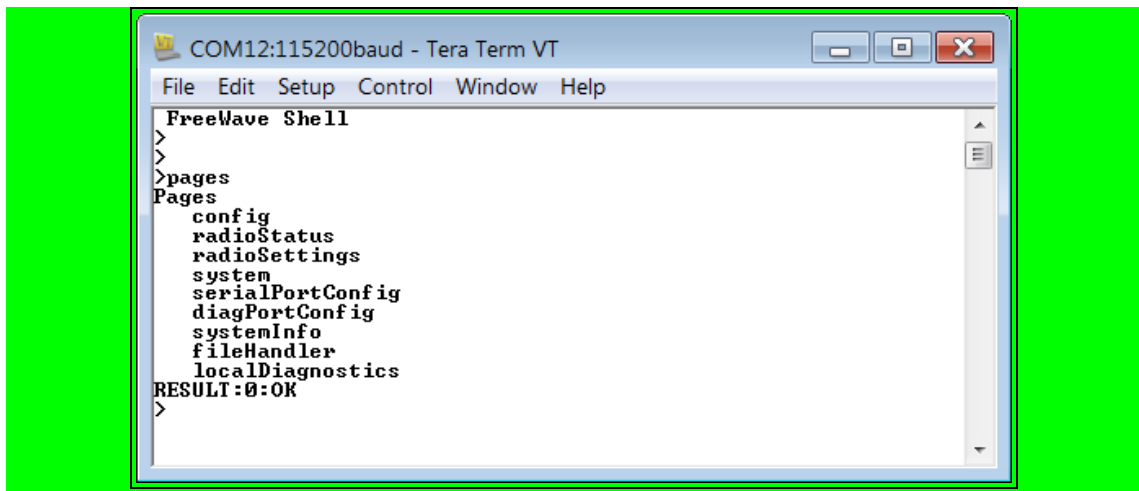 COM12:115200baud - Tera Term VT
File Edit Setup Control Window Help
FreeWave Shell
>
>
>pages
Pages
config
radioStatus
radioSettings
system
serialPortConfig
diagPortConfig
systemInfo
fileHandler
localDiagnostics
RESULT:0:OK
>